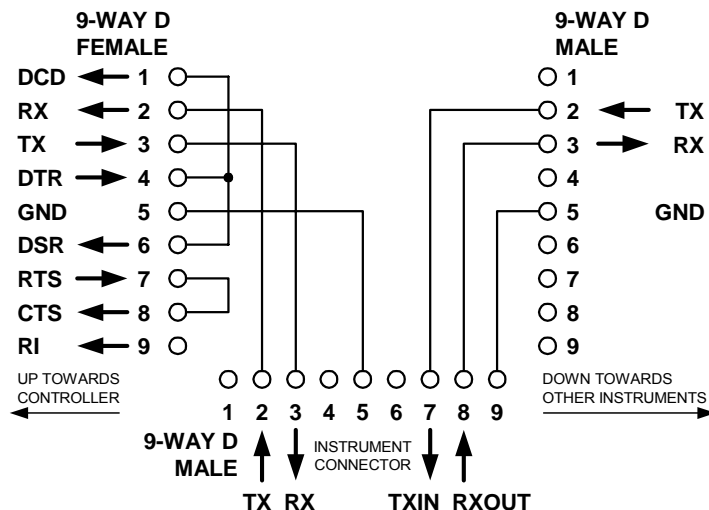 9-WAY D
FEMALE
DCD 1
RX 2
TX 3
DTR 4
GND 5
DSR 6
RTS 7
CTS 8
RI 9
UP TOWARDS
CONTROLLER
9-WAY D
MALE
1
2 TX
3 RX
4
5 GND
6
7
8
9
DOWN TOWARDS
OTHER INSTRUMENTS
1 2 3 4 5 6 7 8 9
9-WAY D
MALE
INSTRUMENT
CONNECTOR
TX RX TXIN RXOUT